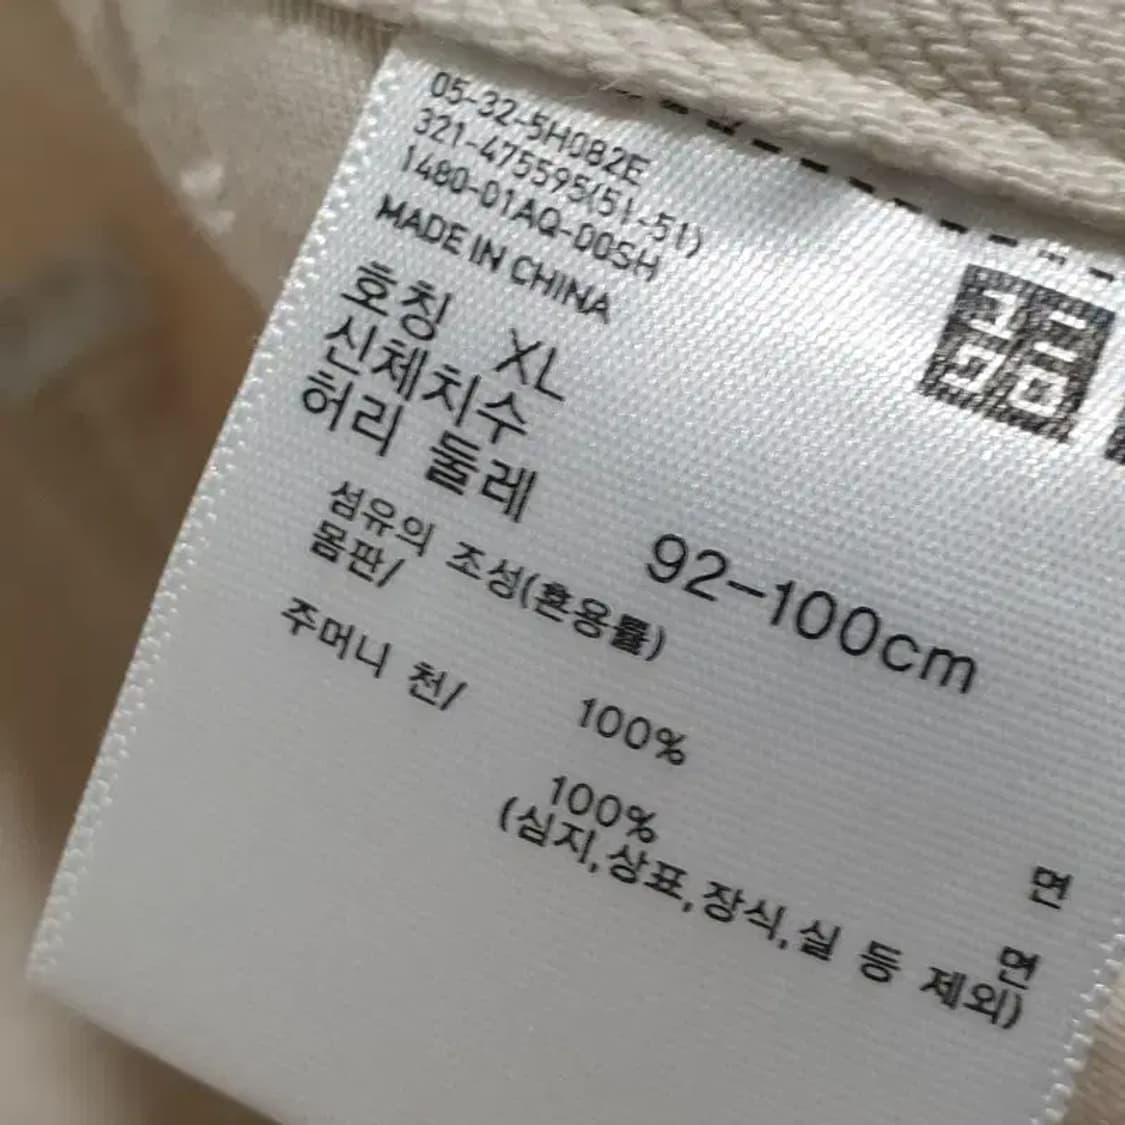 05-32-5H082E
321-475595(51-51)
1480-01AQ-00SH
MADE IN CHINA
호칭 XL
신체치수
허리 둘레 92-100cm
섬유의 조성(혼용률)
몸판/ 100% 면
주머니 천/ 100% 면
(심지,상표,장식,실 등 제외)